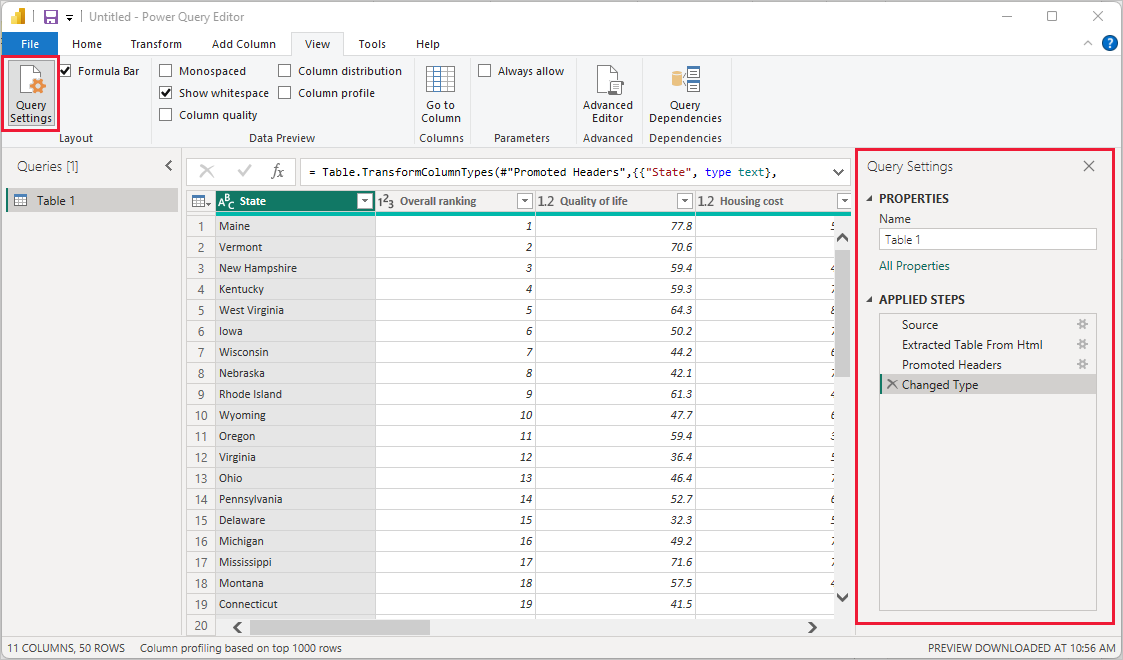 Untitled - Power Query Editor
File Home Transform Add Column View Tools Help ?
Query Settings
Formula Bar
Layout
Monospaced
Show whitespace
Column quality
Column distribution
Column profile
Data Preview
Go to Column
Columns
Always allow
Parameters
Advanced Editor
Advanced
Query Dependencies
Dependencies
Queries [1]
Table 1
fx = Table.TransformColumnTypes(#"Promoted Headers",{{"State", type text},
ABC State 123 Overall ranking 1.2 Quality of life 1.2 Housing cost
1 Maine 1 77.8
2 Vermont 2 70.6
3 New Hampshire 3 59.4
4 Kentucky 4 59.3
5 West Virginia 5 64.3
6 Iowa 6 50.2
7 Wisconsin 7 44.2
8 Nebraska 8 42.1
9 Rhode Island 9 61.3
10 Wyoming 10 47.7
11 Oregon 11 59.4
12 Virginia 12 36.4
13 Ohio 13 46.4
14 Pennsylvania 14 52.7
15 Delaware 15 32.3
16 Michigan 16 49.2
17 Mississippi 17 71.6
18 Montana 18 57.5
19 Connecticut 19 41.5
20
Query Settings
PROPERTIES
Name
Table 1
All Properties
APPLIED STEPS
Source
Extracted Table From Html
Promoted Headers
Changed Type
11 COLUMNS, 50 ROWS Column profiling based on top 1000 rows PREVIEW DOWNLOADED AT 10:56 AM